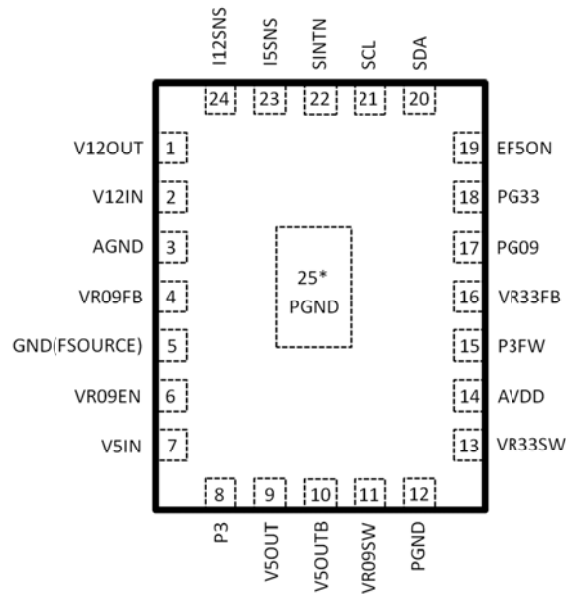 I12SNS
I5SNS
SINTN
SCL
SDA
24 23 22 21 20
V12OUT 1
V12IN 2
AGND 3
VR09FB 4
GND(FSOURCE) 5
VR09EN 6
V5IN 7
25*
PGND
19 EF5ON
18 PG33
17 PG09
16 VR33FB
15 P3FW
14 AVDD
13 VR33SW
8 9 10 11 12
P3
V5OUT
V5OUTB
VR09SW
PGND